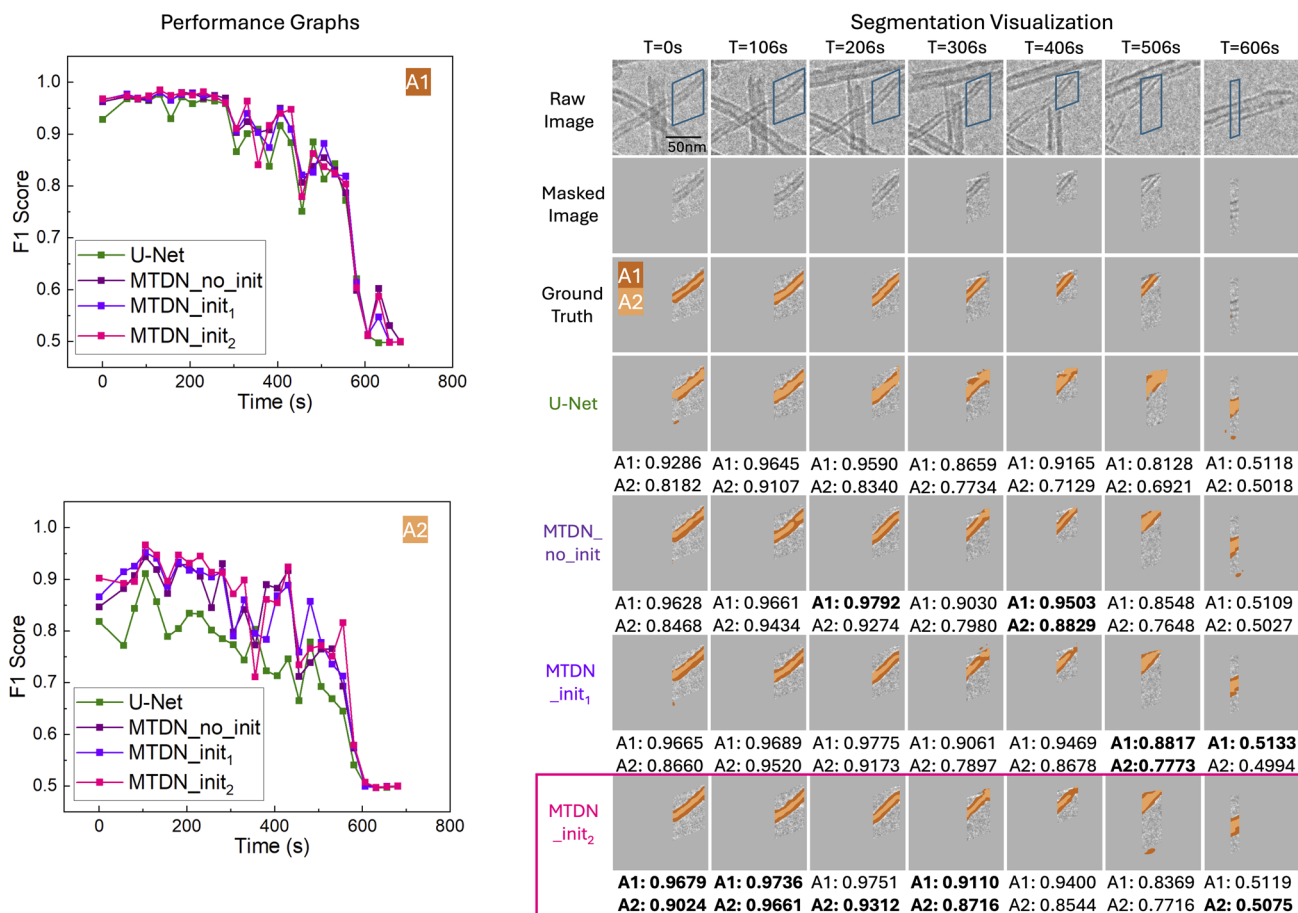 Performance Graphs
A1
F1 Score
1.0
0.9
0.8
0.7
0.6
0.5
U-Net
MTDN_no_init
MTDN_init₁
MTDN_init₂
0
200
400
600
800
Time (s)
A2
F1 Score
1.0
0.9
0.8
0.7
0.6
0.5
U-Net
MTDN_no_init
MTDN_init₁
MTDN_init₂
0
200
400
600
800
Time (s)
Segmentation Visualization
T=0s T=106s T=206s T=306s T=406s T=506s T=606s
Raw
Image
50nm
Masked
Image
Ground
Truth
A1
A2
U-Net
A1: 0.9286 A1: 0.9645 A1: 0.9590 A1: 0.8659 A1: 0.9165 A1: 0.8128 A1: 0.5118
A2: 0.8182 A2: 0.9107 A2: 0.8340 A2: 0.7734 A2: 0.7129 A2: 0.6921 A2: 0.5018
MTDN_
no_init
A1: 0.9628 A1: 0.9661 A1: 0.9792 A1: 0.9030 A1: 0.9503 A1: 0.8548 A1: 0.5109
A2: 0.8468 A2: 0.9434 A2: 0.9274 A2: 0.7980 A2: 0.8829 A2: 0.7648 A2: 0.5027
MTDN
_init₁
A1: 0.9665 A1: 0.9689 A1: 0.9775 A1: 0.9061 A1: 0.9469 A1:0.8817 A1: 0.5133
A2: 0.8660 A2: 0.9520 A2: 0.9173 A2: 0.7897 A2: 0.8678 A2:0.7773 A2: 0.4994
MTDN
_init₂
A1: 0.9679 A1: 0.9736 A1: 0.9751 A1: 0.9110 A1: 0.9400 A1: 0.8369 A1: 0.5119
A2: 0.9024 A2: 0.9661 A2: 0.9312 A2: 0.8716 A2: 0.8544 A2: 0.7716 A2: 0.5075